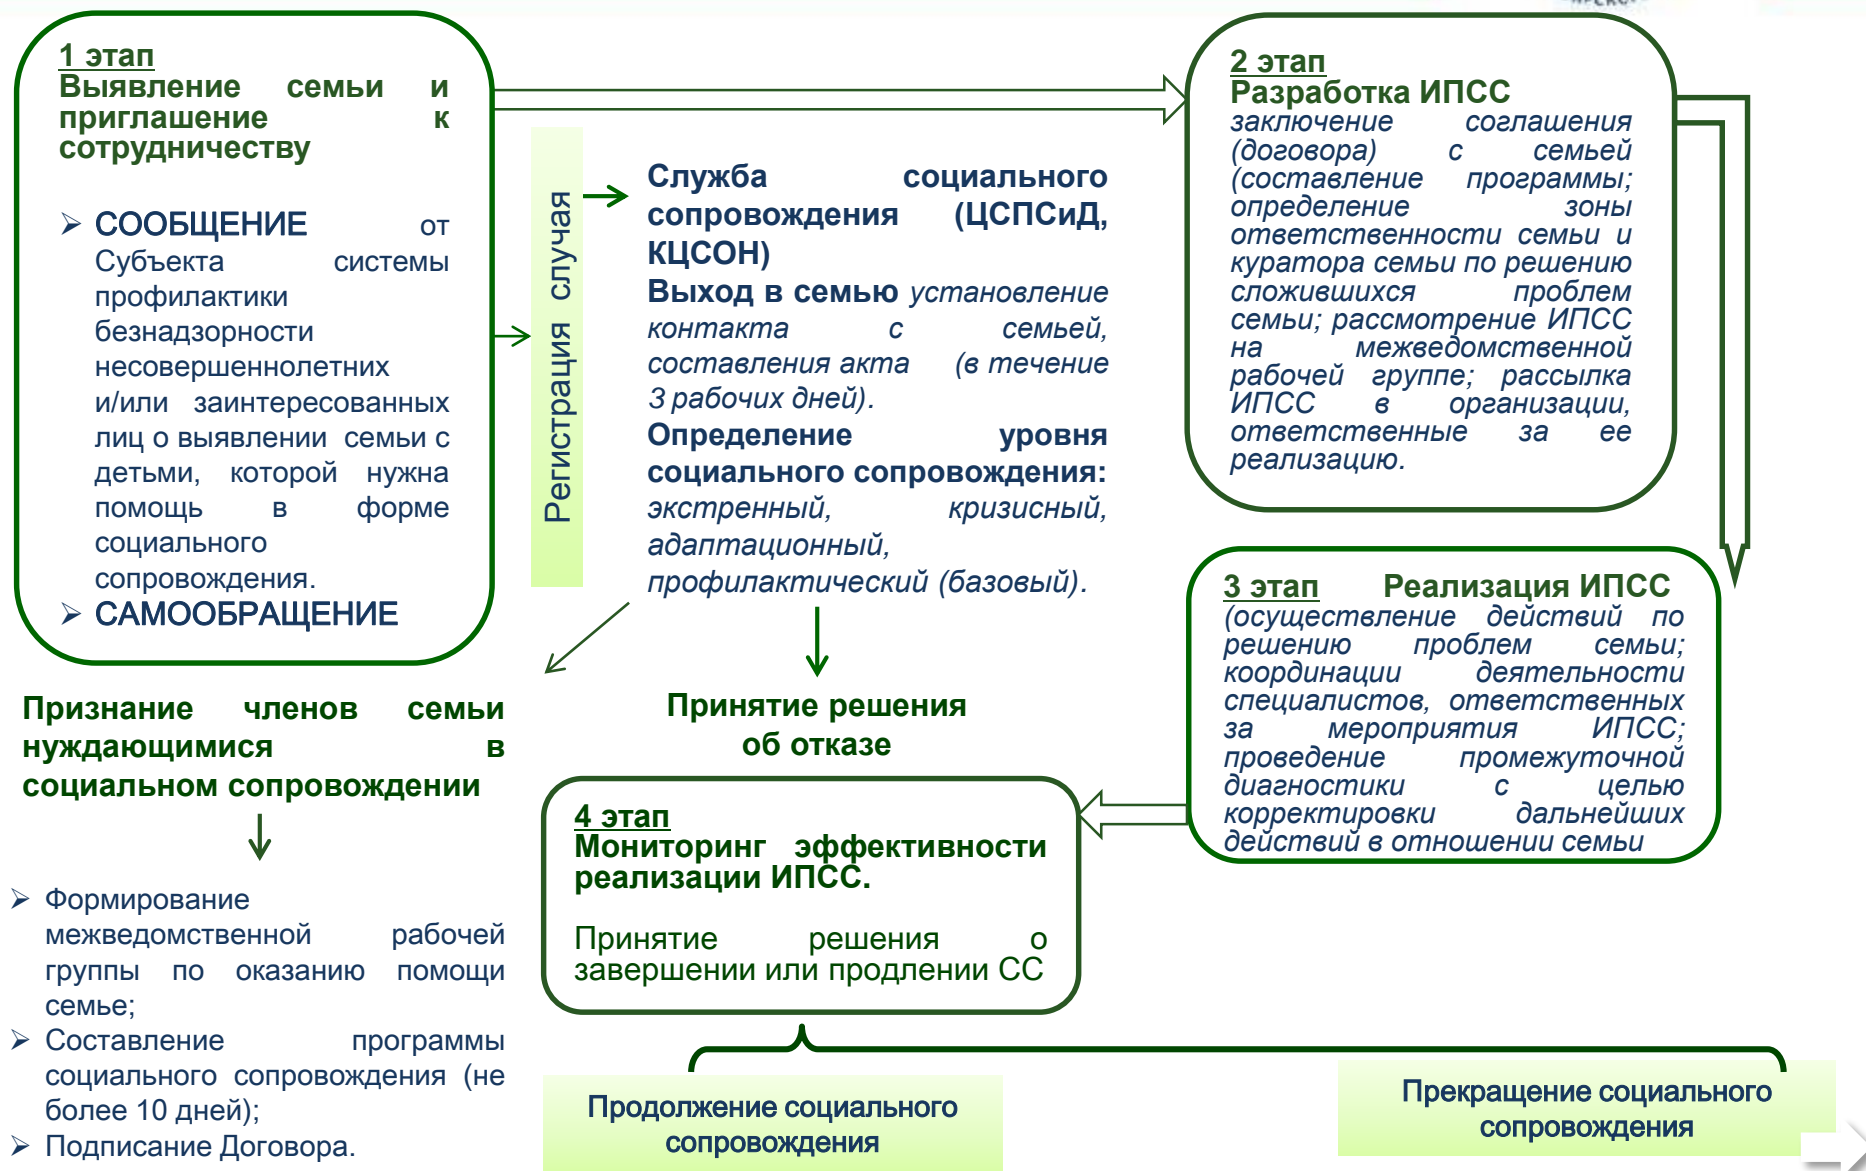 1 этап
Выявление семьи и
приглашение к
сотрудничеству
СООБЩЕНИЕ от
Субъекта системы
профилактики
безнадзорности
несовершеннолетних
и/или заинтересованных
лиц о выявлении семьи с
детьми, которой нужна
помощь в форме
социального
сопровождения.
САМООБРАЩЕНИЕ
Регистрация случая
Служба социального
сопровождения (ЦСПСиД,
КЦСОН)
Выход в семью установление
контакта с семьей,
составления акта (в течение
3 рабочих дней).
Определение уровня
социального сопровождения:
экстренный, кризисный,
адаптационный,
профилактический (базовый).
2 этап
Разработка ИПСС
заключение соглашения
(договора) с семьей
(составление программы;
определение зоны
ответственности семьи и
куратора семьи по решению
сложившихся проблем
семьи; рассмотрение ИПСС
на межведомственной
рабочей группе; рассылка
ИПСС в организации,
ответственные за ее
реализацию.
3 этап Реализация ИПСС
(осуществление действий по
решению проблем семьи;
координации деятельности
специалистов, ответственных
за мероприятия ИПСС;
проведение промежуточной
диагностики с целью
корректировки дальнейших
действий в отношении семьи
Признание членов семьи
нуждающимися в
социальном сопровождении
Принятие решения
об отказе
4 этап
Мониторинг эффективности
реализации ИПСС.
Принятие решения о
завершении или продлении СС
Формирование
межведомственной рабочей
группы по оказанию помощи
семье;
Составление программы
социального сопровождения (не
более 10 дней);
Подписание Договора.
Продолжение социального
сопровождения
Прекращение социального
сопровождения